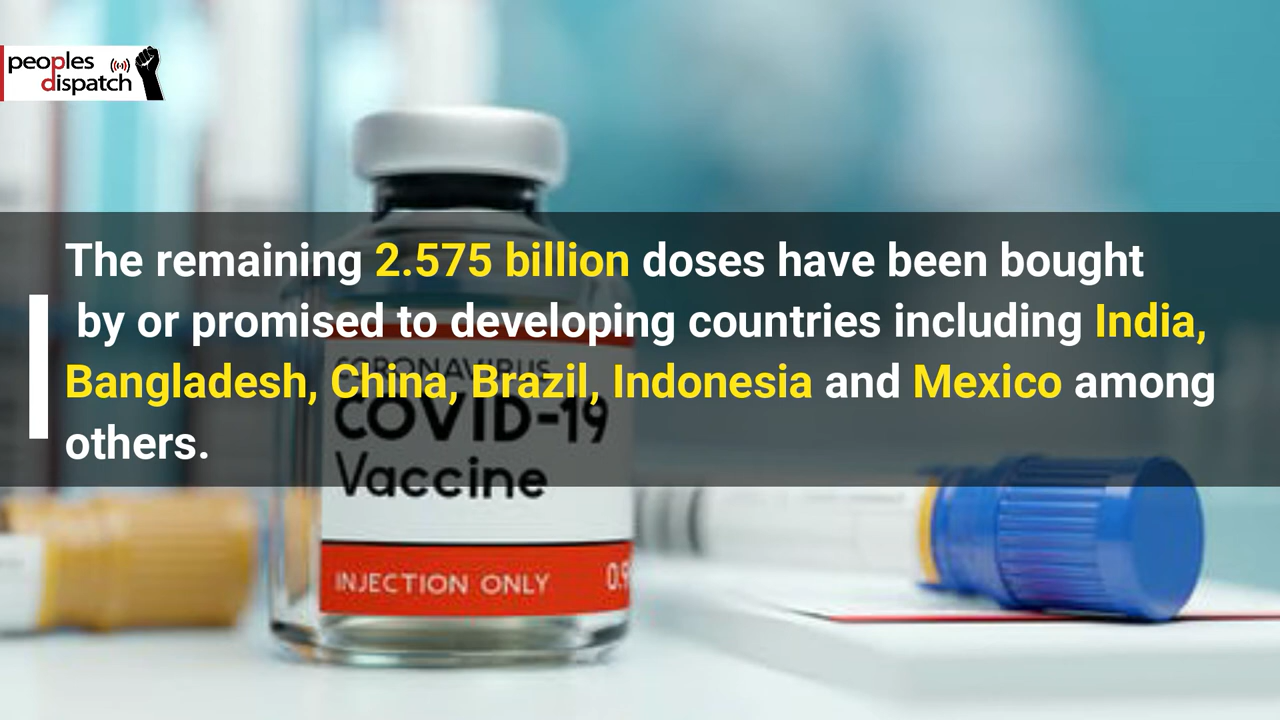 peoples
dispatch
The remaining 2.575 billion doses have been bought
by or promised to developing countries including India,
Bangladesh, China, Brazil, Indonesia and Mexico among
others.
CORONAVIRUS
COVID-19
Vaccine
INJECTION ONLY